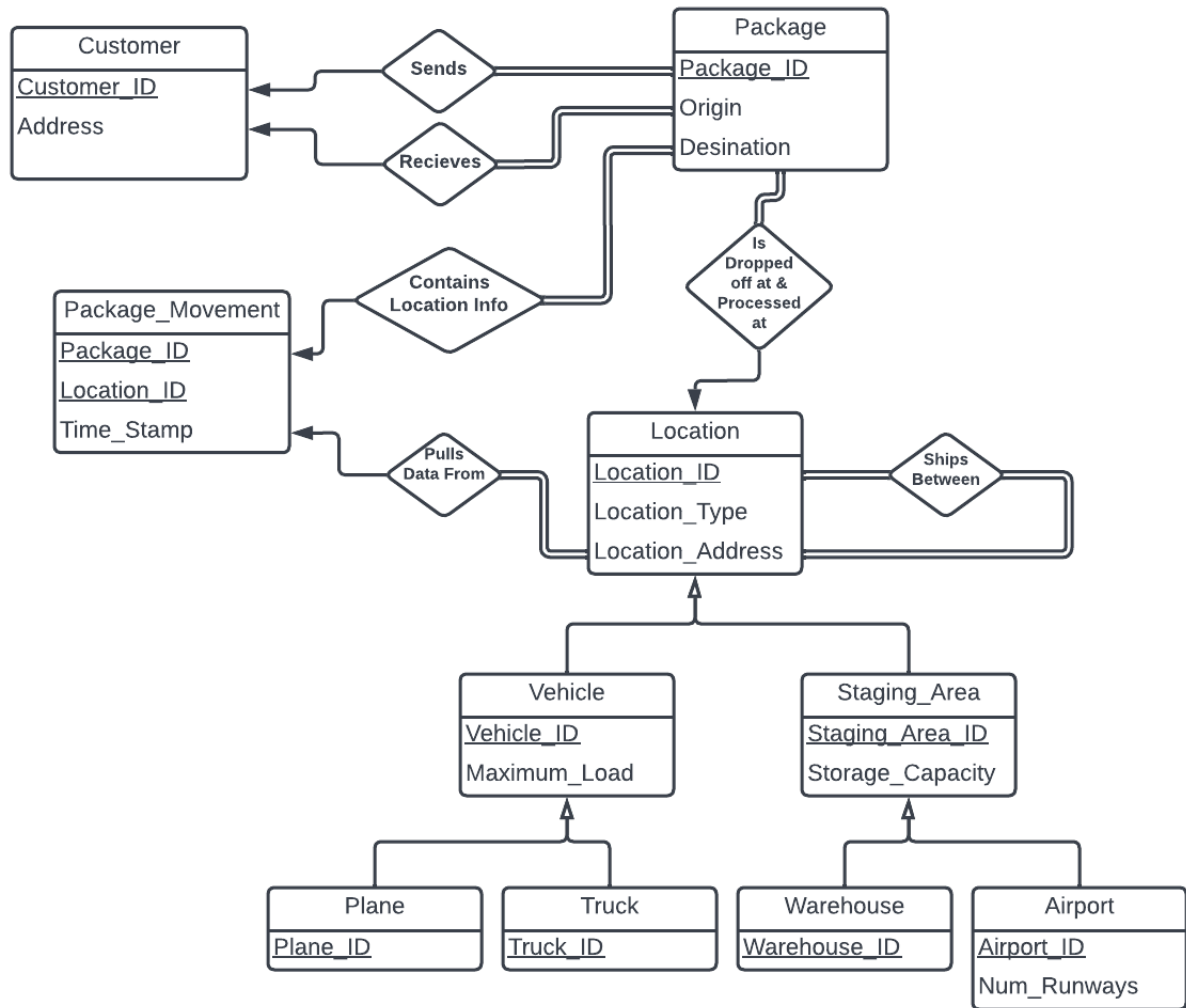 Customer
Customer_ID
Address
Sends
Recieves
Package
Package_ID
Origin
Desination
Contains
Location Info
Is
Dropped
off at &
Processed
at
Package_Movement
Package_ID
Location_ID
Time_Stamp
Pulls
Data From
Location
Location_ID
Location_Type
Location_Address
Ships
Between
Vehicle
Vehicle_ID
Maximum_Load
Staging_Area
Staging_Area_ID
Storage_Capacity
Plane
Plane_ID
Truck
Truck_ID
Warehouse
Warehouse_ID
Airport
Airport_ID
Num_Runways